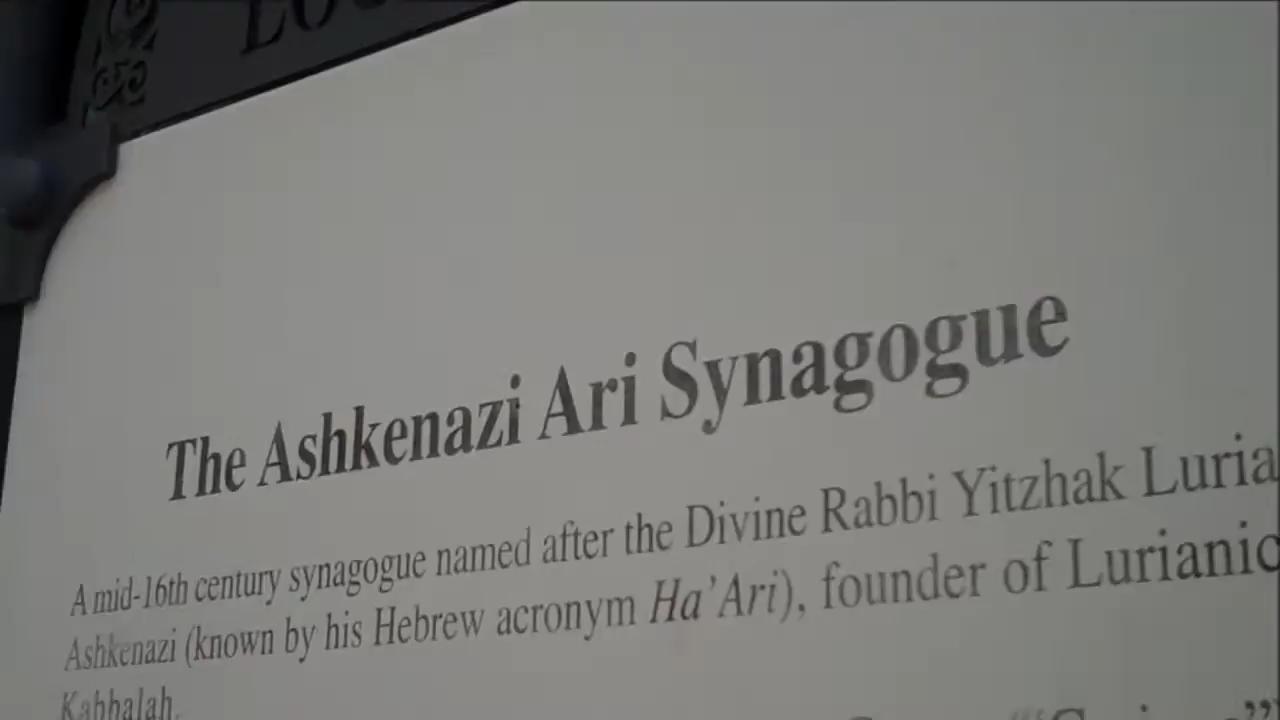 The Ashkenazi Ari Synagogue
A mid-16th century synagogue named after the Divine Rabbi Yitzhak Luria
Ashkenazi (known by his Hebrew acronym Ha'Ari), founder of Lurianic
Kabbalah.